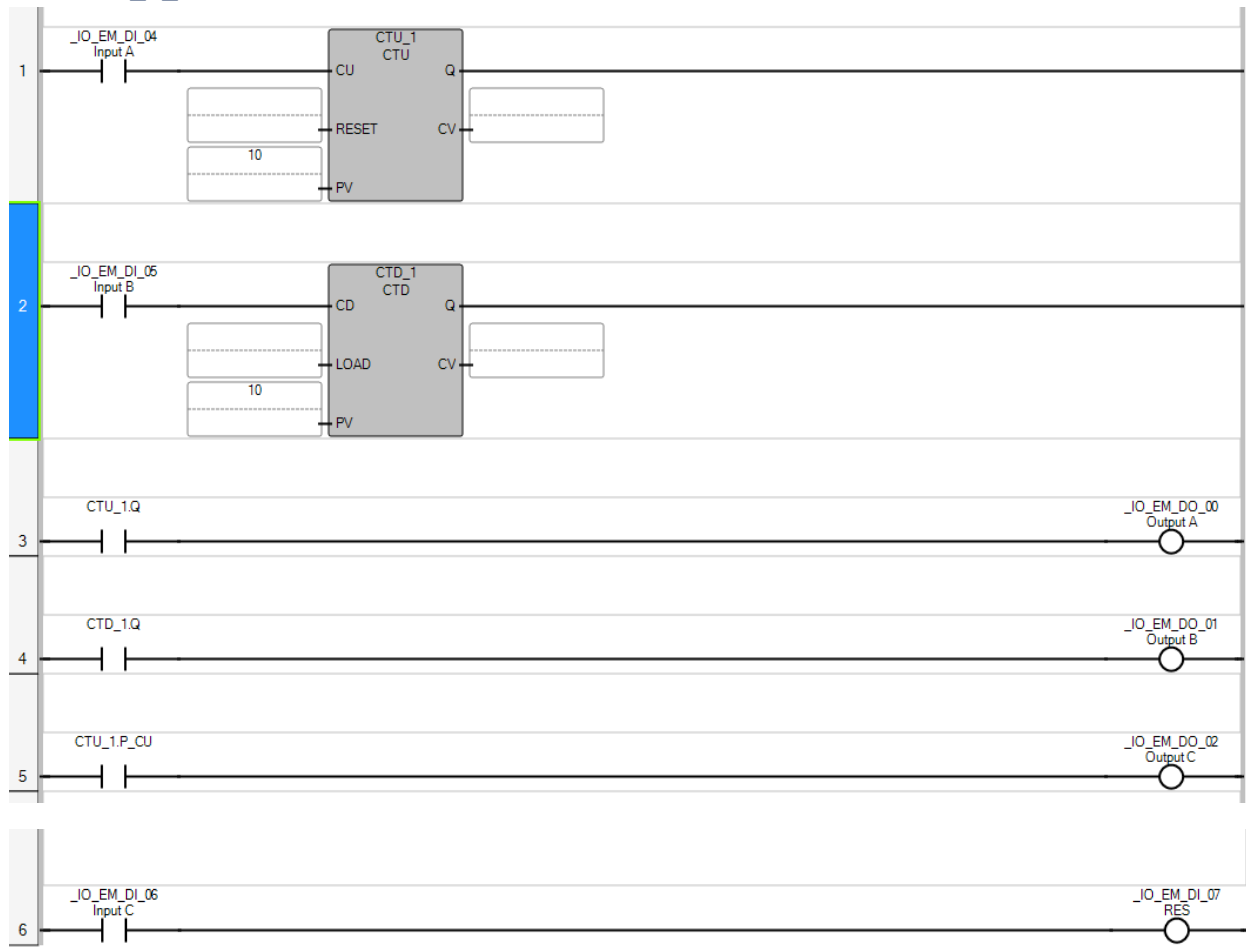 _IO_EM_DI_04
Input A
CTU_1
CTU
1
CU
Q
RESET
CV
10
PV
_IO_EM_DI_05
Input B
CTD_1
CTD
2
CD
Q
LOAD
CV
10
PV
CTU_1.Q
_IO_EM_DO_00
Output A
3
CTD_1.Q
_IO_EM_DO_01
Output B
4
CTU_1.P_CU
_IO_EM_DO_02
Output C
5
_IO_EM_DI_06
Input C
_IO_EM_DI_07
RES
6